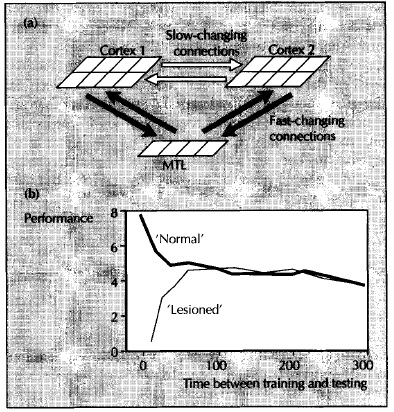 (a)
Slow-changing
connections
Cortex 1
Cortex 2
Fast-changing
connections
MTL
(b)
Performance
8
6
4
2
0
'Normal'
'Lesioned'
0
100
200
300
Time between training and testing